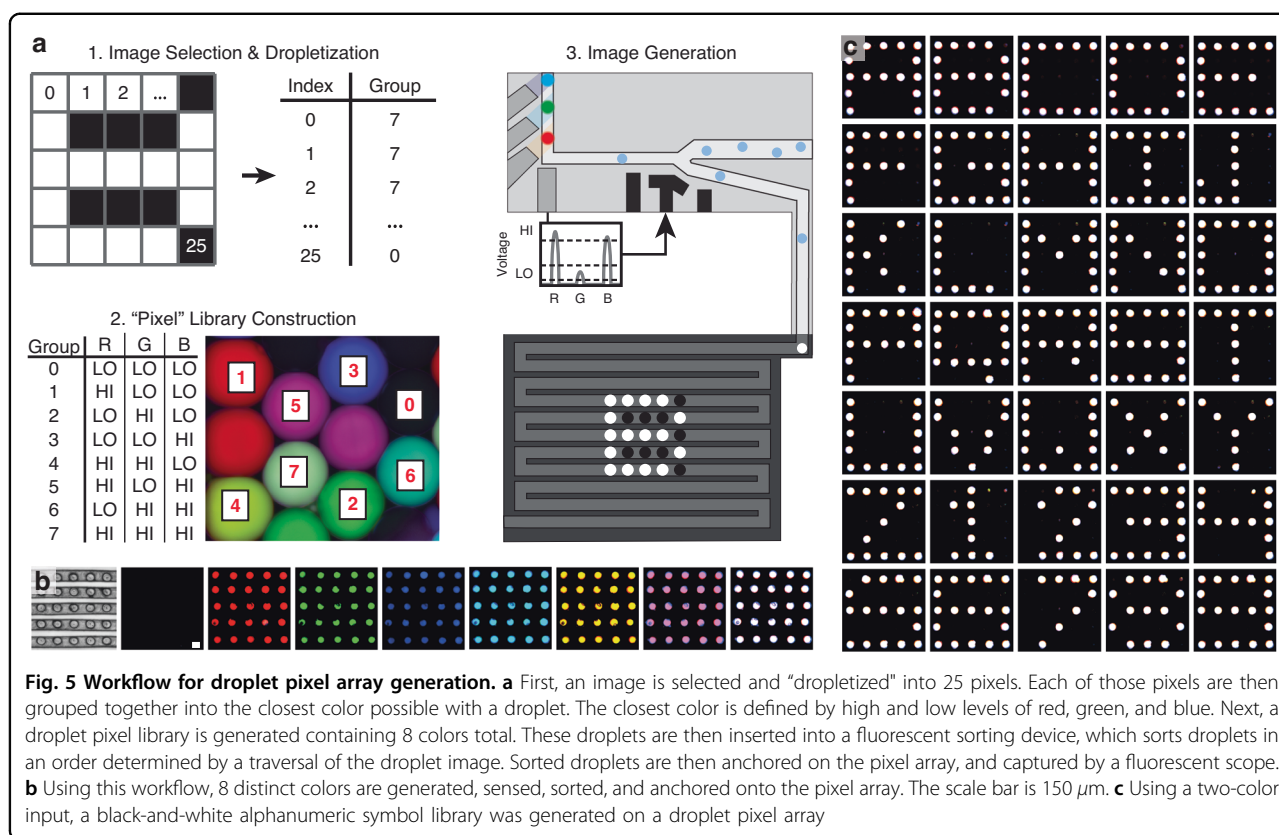 a
1. Image Selection & Dropletization
0 1 2 ...
25
Index Group
0 7
1 7
2 7
... ...
25 0
2. “Pixel” Library Construction
Group R G B
0 LO LO LO
1 HI LO LO
2 LO HI LO
3 LO LO HI
4 HI HI LO
5 HI LO HI
6 LO HI HI
7 HI HI HI
1
3
5
0
7
6
4
2
3. Image Generation
Voltage
HI
LO
R G B
b
c
Fig. 5 Workflow for droplet pixel array generation. a First, an image is selected and “dropletized" into 25 pixels. Each of those pixels are then
grouped together into the closest color possible with a droplet. The closest color is defined by high and low levels of red, green, and blue. Next, a
droplet pixel library is generated containing 8 colors total. These droplets are then inserted into a fluorescent sorting device, which sorts droplets in
an order determined by a traversal of the droplet image. Sorted droplets are then anchored on the pixel array, and captured by a fluorescent scope.
b Using this workflow, 8 distinct colors are generated, sensed, sorted, and anchored onto the pixel array. The scale bar is 150 μm. c Using a two-color
input, a black-and-white alphanumeric symbol library was generated on a droplet pixel array